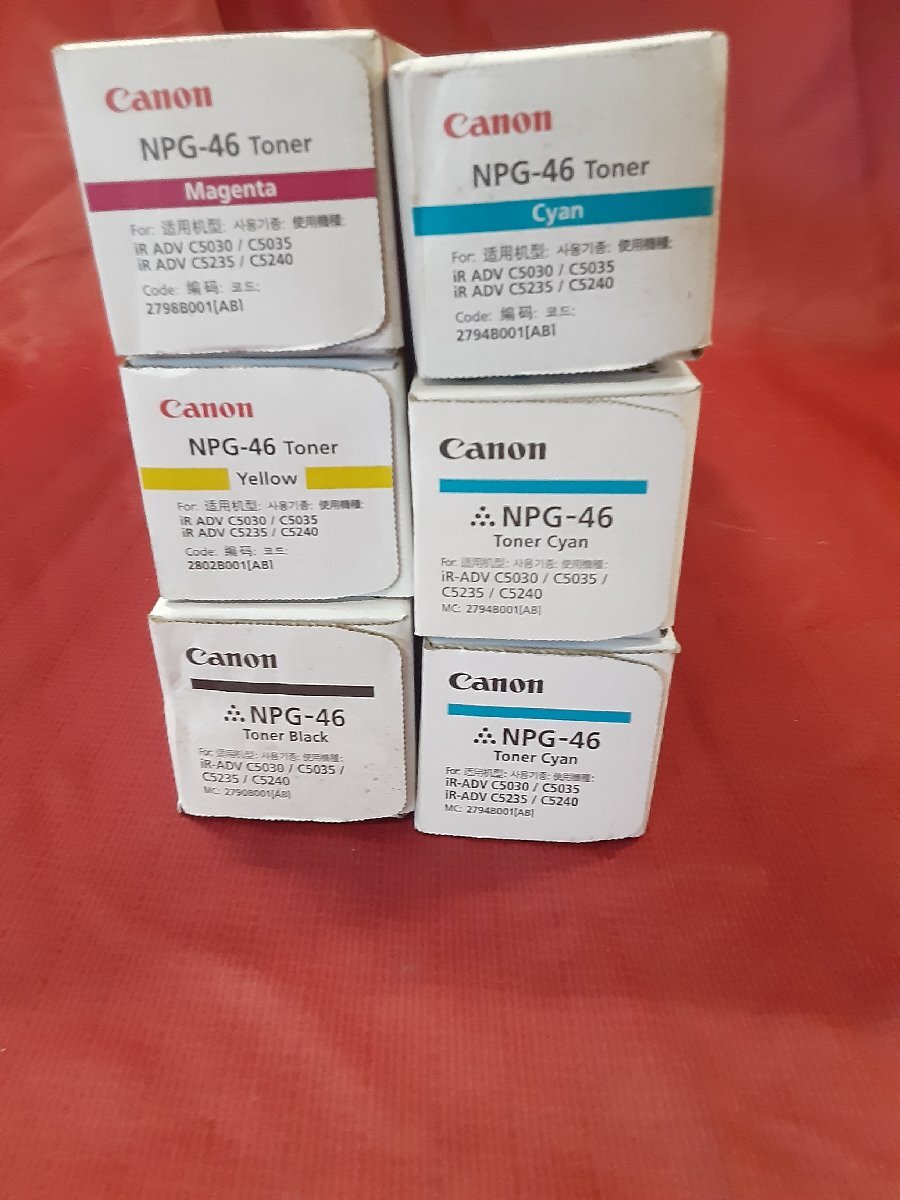 Canon
NPG-46 Toner
Magenta
For: 适用机型: 사용기종: 使用機種:
iR ADV C5030 / C5035
iR ADV C5235 / C5240
Code: 编 码: 코드:
2798B001[AB]
Canon
NPG-46 Toner
Cyan
For: 适用机型: 사용기종: 使用機種:
iR ADV C5030 / C5035
iR ADV C5235 / C5240
Code: 编 码: 코드:
2794B001[AB]
Canon
NPG-46 Toner
Yellow
For: 适用机型: 사용기종: 使用機種:
iR ADV C5030 / C5035
iR ADV C5235 / C5240
Code: 编 码: 코드:
2802B001[AB]
Canon
NPG-46
Toner Cyan
For: 适用机型: 사용기종: 使用機種:
iR-ADV C5030 / C5035 /
C5235 / C5240
MC: 2794B001[AB]
Canon
NPG-46
Toner Black
For: 适用机型: 사용기종: 使用機種:
iR-ADV C5030 / C5035 /
C5235 / C5240
MC: 2790B001[AB]
Canon
NPG-46
Toner Cyan
For: 适用机型: 사용기종: 使用機種:
iR-ADV C5030 / C5035
iR-ADV C5235 / C5240
MC: 2794B001[AB]